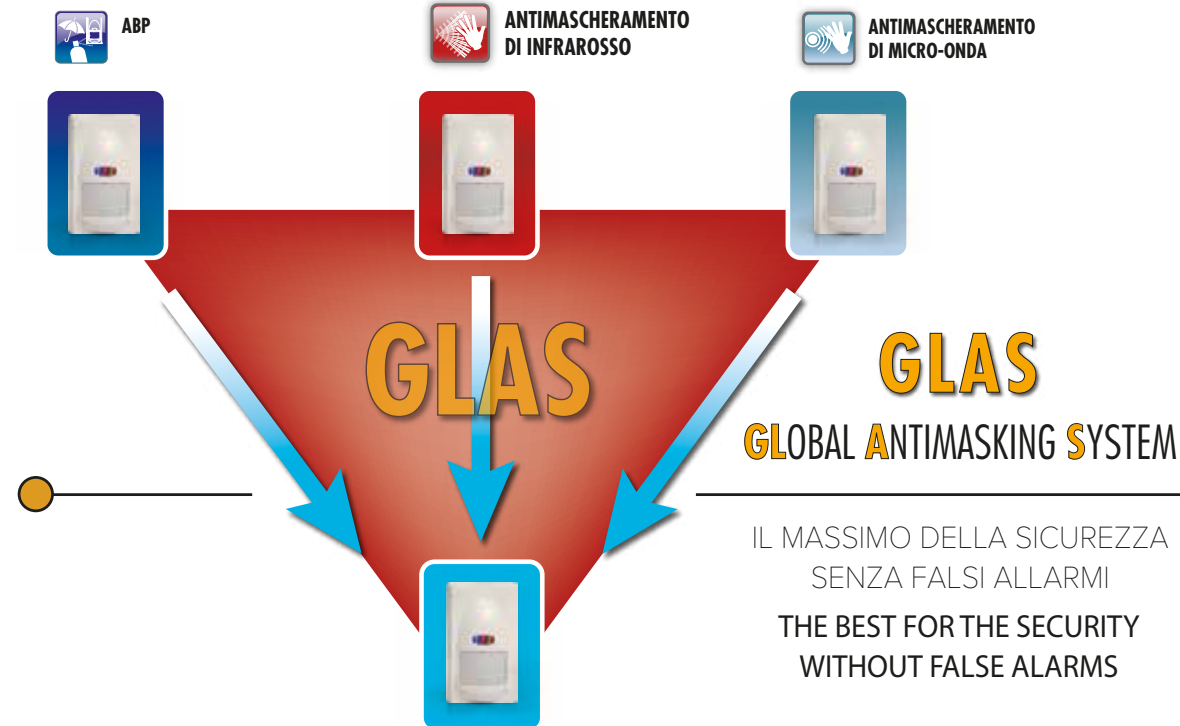 ABP
ANTIMASCHERAMENTO
DI INFRAROSSO
ANTIMASCHERAMENTO
DI MICRO-ONDA
GLAS
GLAS
GLOBAL ANTIMASKING SYSTEM
IL MASSIMO DELLA SICUREZZA
SENZA FALSI ALLARMI
THE BEST FOR THE SECURITY
WITHOUT FALSE ALARMS